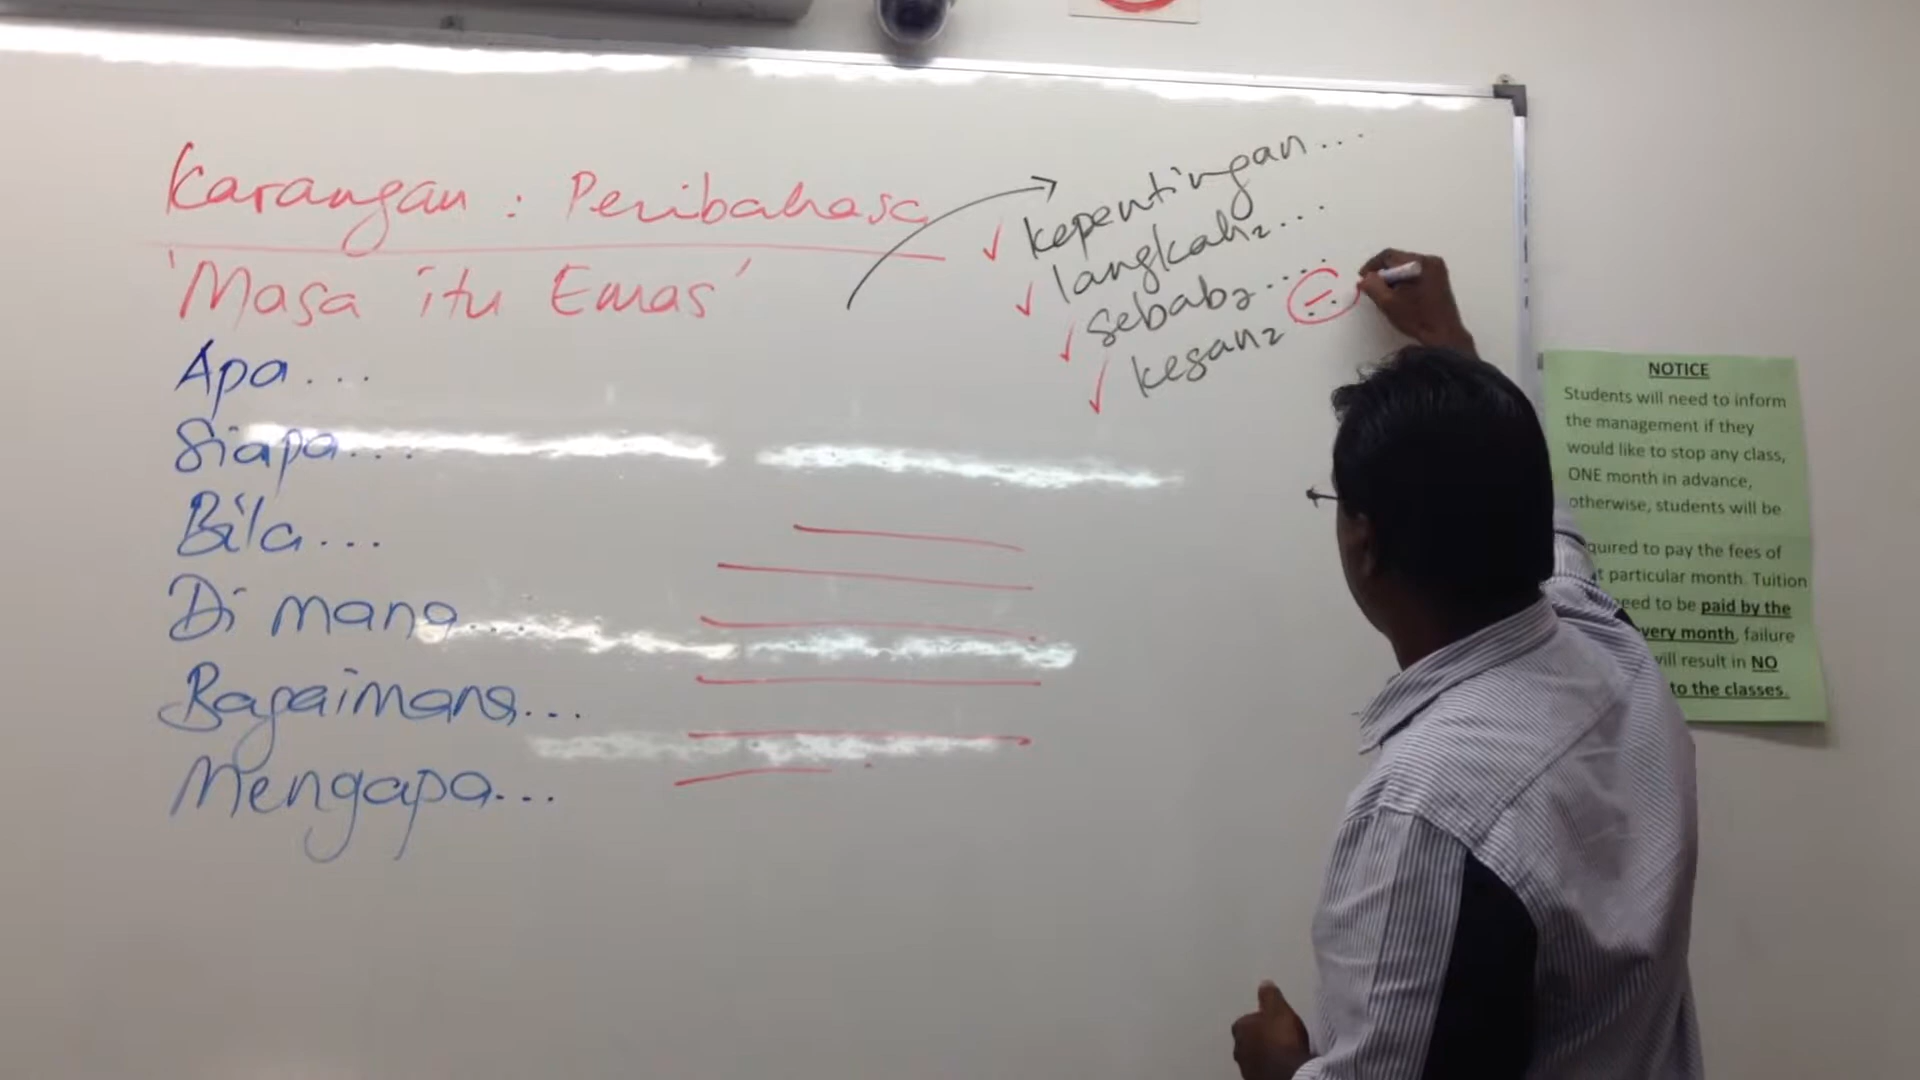 Karangan : Peribahasa
'Masa itu Emas'
Apa...
Siapa...
Bila...
Di mana...
Bagaimana...
Mengapa...
kepentingan...
langkah2...
sebab2....
kesan2
NOTICE
Students will need to inform
the management if they
would like to stop any class,
ONE month in advance,
otherwise, students will be
to pay the fees of
particular month. Tuition
to be paid by the
month, failure
result in NO
to the classes.